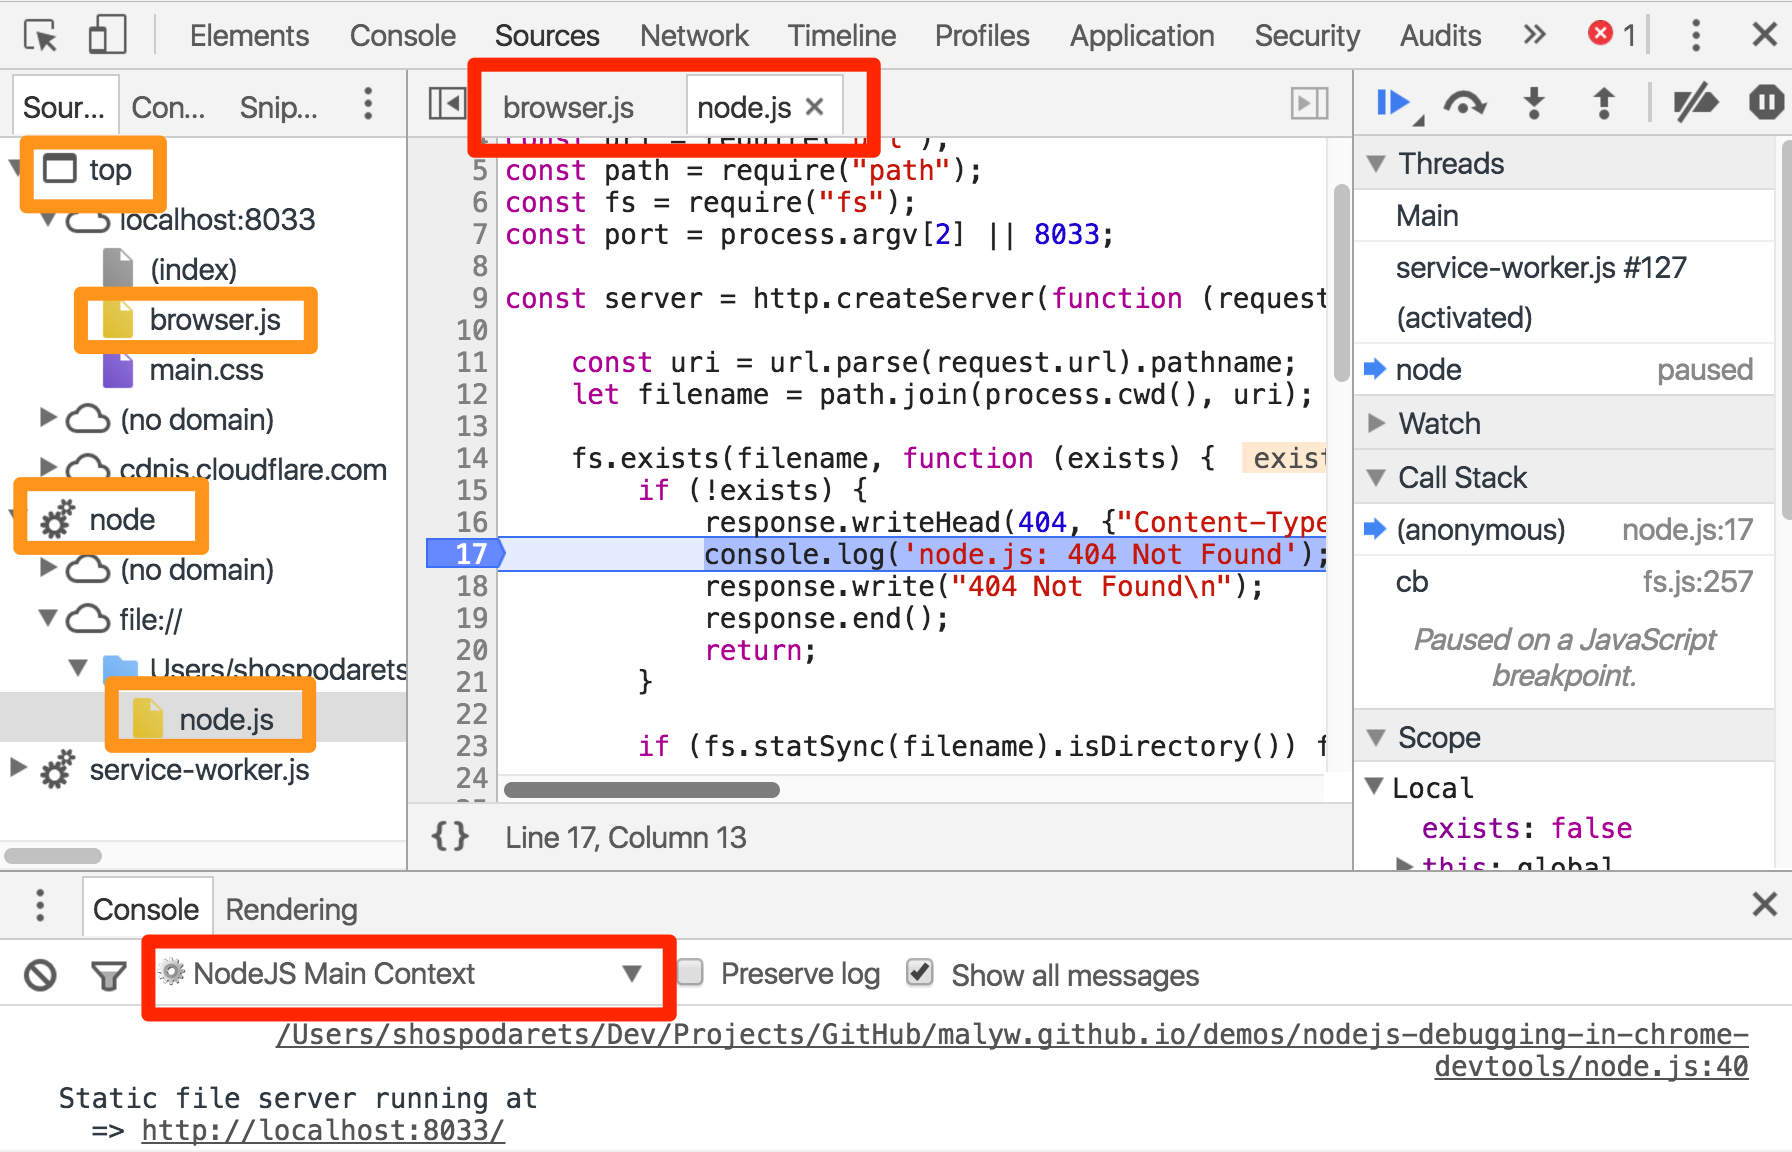 Elements Console Sources Network Timeline Profiles Application Security Audits » 1
Sour... Con... Snip...
top
localhost:8033
(index)
browser.js
main.css
(no domain)
cdnjs.cloudflare.com
node
(no domain)
file://
Users/shospodarets
node.js
service-worker.js
browser.js node.js
5 const path = require("path");
6 const fs = require("fs");
7 const port = process.argv[2] || 8033;
8
9 const server = http.createServer(function (request
10
11 const uri = url.parse(request.url).pathname;
12 let filename = path.join(process.cwd(), uri);
13
14 fs.exists(filename, function (exists) { exist
15 if (!exists) {
16 response.writeHead(404, {"Content-Type
17 console.log('node.js: 404 Not Found');
18 response.write("404 Not Found\n");
19 response.end();
20 return;
21 }
22
23 if (fs.statSync(filename).isDirectory()) f
24
{} Line 17, Column 13
Threads
Main
service-worker.js #127
(activated)
node paused
Watch
Call Stack
(anonymous) node.js:17
cb fs.js:257
Paused on a JavaScript
breakpoint.
Scope
Local
exists: false
this: global
Console Rendering
NodeJS Main Context Preserve log Show all messages
/Users/shospodarets/Dev/Projects/GitHub/malyw.github.io/demos/nodejs-debugging-in-chrome-
devtools/node.js:40
Static file server running at
=> http://localhost:8033/